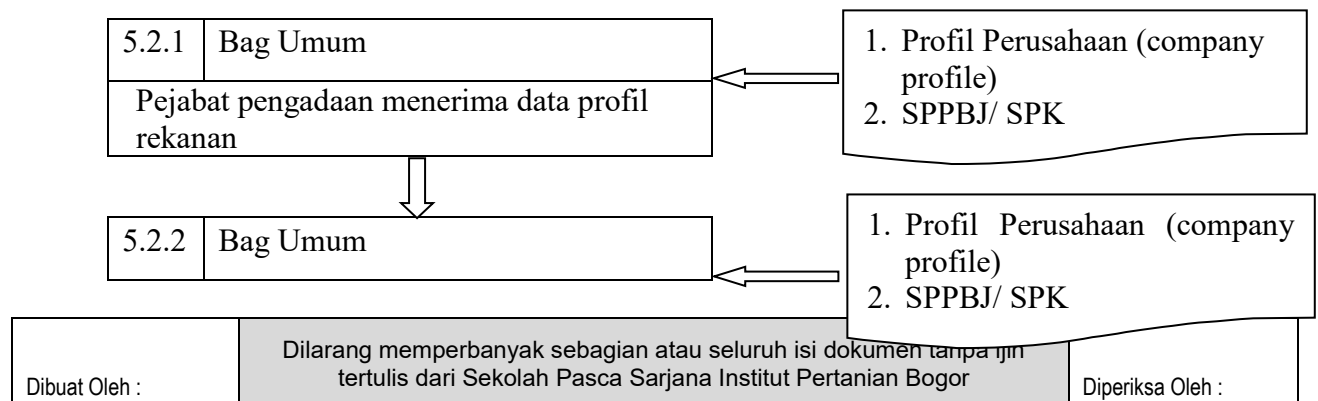 5.2.1 Bag Umum
Pejabat pengadaan menerima data profil
rekanan
1. Profil Perusahaan (company
profile)
2. SPPBJ/ SPK
5.2.2 Bag Umum
1. Profil Perusahaan (company
profile)
2. SPPBJ/ SPK
Dibuat Oleh :
Dilarang memperbanyak sebagian atau seluruh isi dokumen tanpa ijin
tertulis dari Sekolah Pasca Sarjana Institut Pertanian Bogor
Diperiksa Oleh :